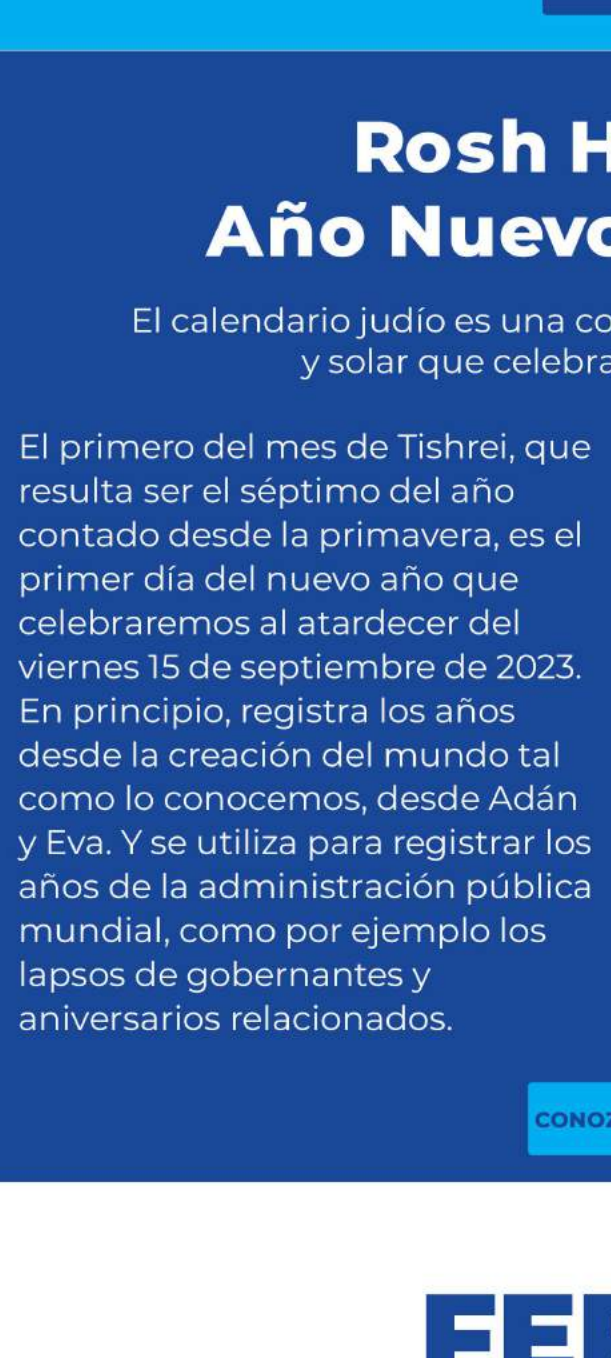 Rosh H
Año Nuevo
El calendario judío es una co
y solar que celebra
El primero del mes de Tishrei, que
resulta ser el séptimo del año
contado desde la primavera, es el
primer día del nuevo año que
celebraremos al atardecer del
viernes 15 de septiembre de 2023.
En principio, registra los años
desde la creación del mundo tal
como lo conocemos, desde Adán
y Eva. Y se utiliza para registrar los
años de la administración pública
mundial, como por ejemplo los
lapsos de gobernantes y
aniversarios relacionados.
CONOZ